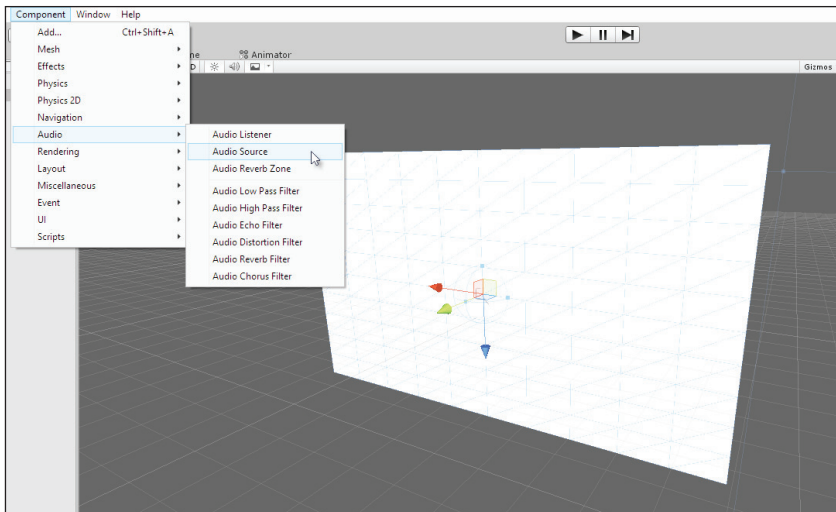 Component Window Help
Add... Ctrl+Shift+A
Mesh
Effects
Physics
Physics 2D
Navigation
Audio
Rendering
Layout
Miscellaneous
Event
UI
Scripts
Audio Listener
Audio Source
Audio Reverb Zone
Audio Low Pass Filter
Audio High Pass Filter
Audio Echo Filter
Audio Distortion Filter
Audio Reverb Filter
Audio Chorus Filter
Animator
Gizmos